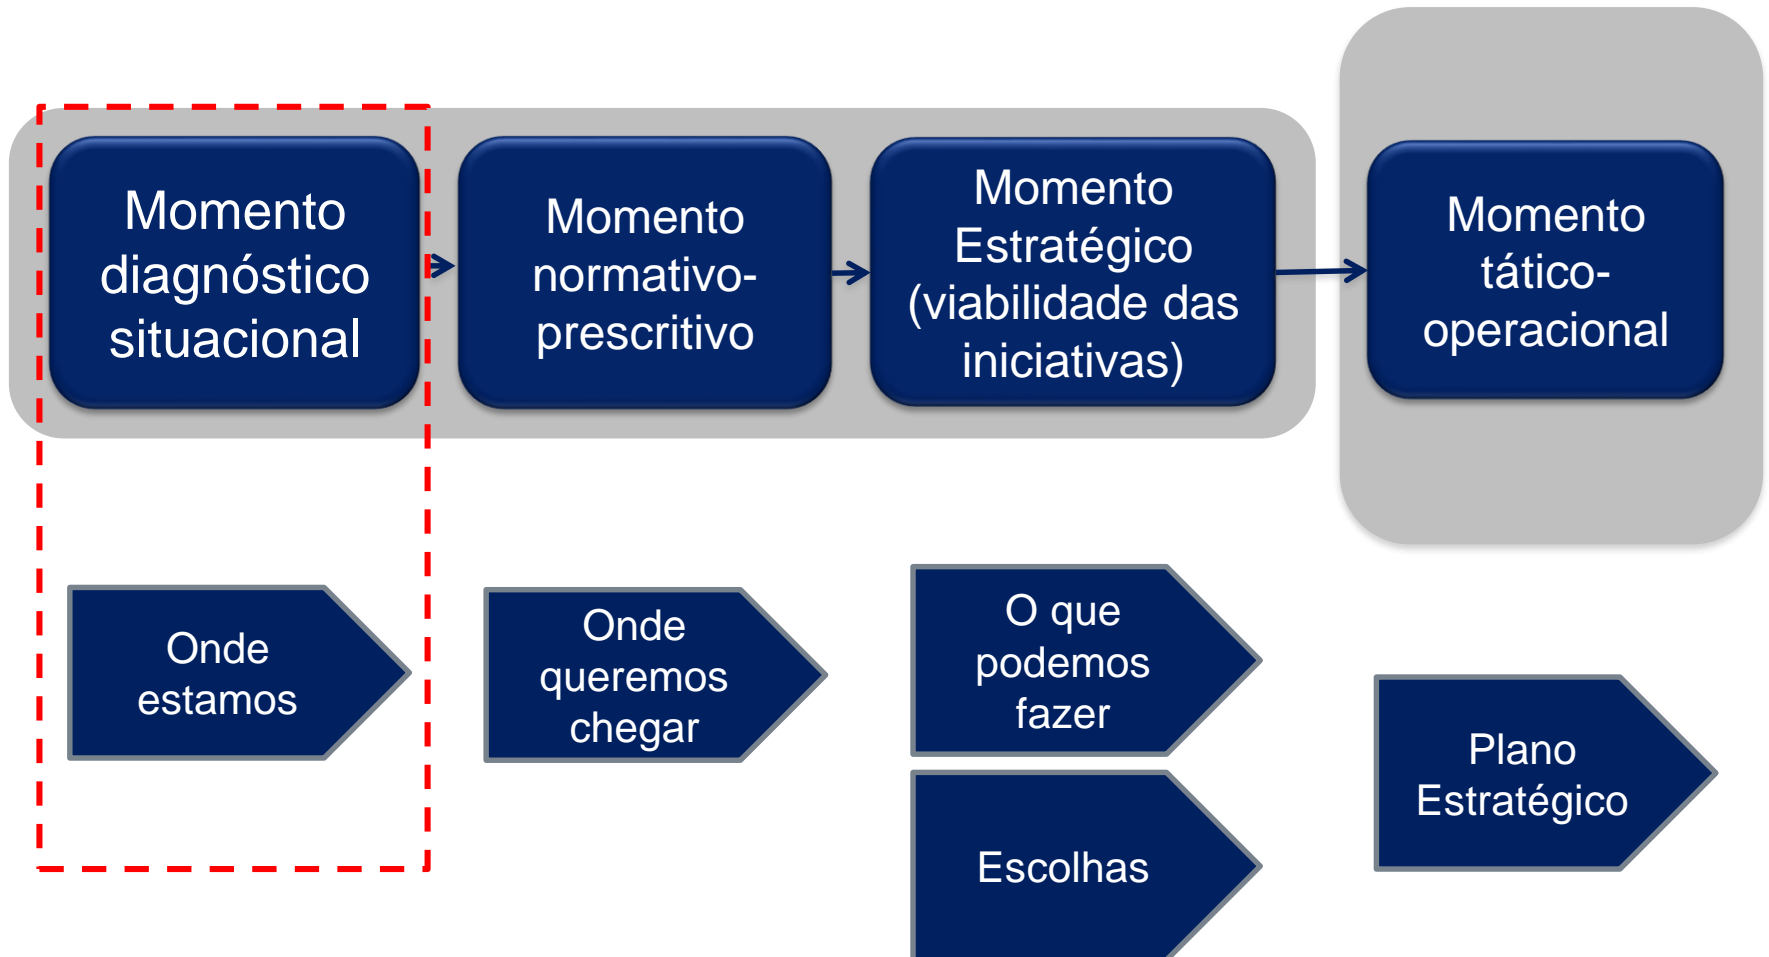 Momento
diagnóstico
situacional
Momento
normativo-
prescritivo
Momento
Estratégico
(viabilidade das
iniciativas)
Momento
tático-
operacional
Onde
estamos
Onde
queremos
chegar
O que
podemos
fazer
Escolhas
Plano
Estratégico